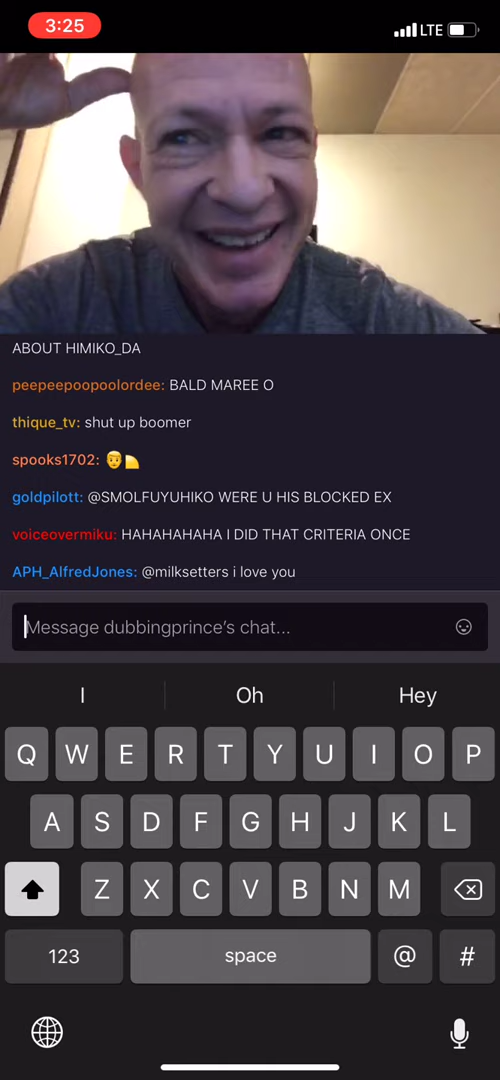 3:25
LTE
ABOUT HIMIKO_DA
peepeepoopoolordee: BALD MAREE O
thique_tv: shut up boomer
spooks1702:
goldpilott: @SMOLFUYUHIKO WERE U HIS BLOCKED EX
voiceovermiku: HAHAHAHAHA I DID THAT CRITERIA ONCE
APH_AlfredJones: @milksetters i love you
Message dubbingprince's chat...
I Oh Hey
Q W E R T Y U I O P
A S D F G H J K L
Z X C V B N M
123 space @ #